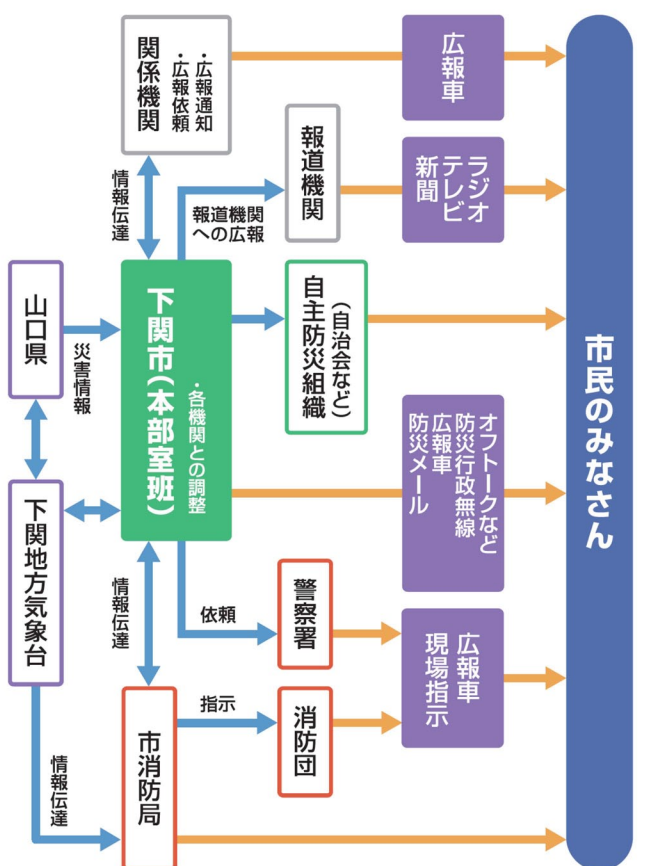 関係機関
・広報通知
・広報依頼
広報車
情報伝達
報道機関
への広報
報道機関
ラジオ
テレビ
新聞
山口県
災害情報
下関市(本部室班)
・各機関との調整
自主防災組織
(自治会など)
市民のみなさん
オフトークなど
防災行政無線
広報車
防災メール
下関地方気象台
情報伝達
依頼
警察署
広報車
現場指示
指示
消防団
市消防局
情報伝達